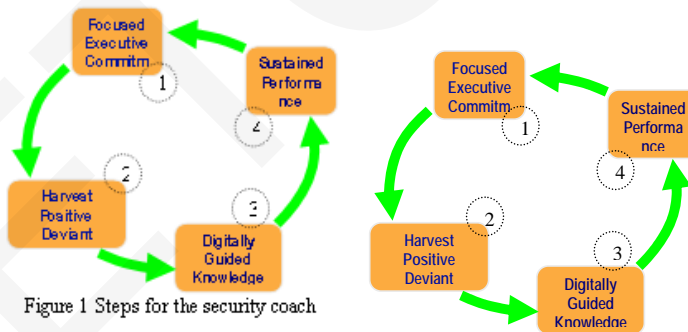 Focused
Executive
Commitm
1
Sustained
Performa
nce
4
2
Harvest
Positive
Deviant
3
Digitally
Guided
Knowledge
Figure 1 Steps for the security coach
Focused
Executive
Commitm
1
Sustained
Performa
nce
4
2
Harvest
Positive
Deviant
3
Digitally
Guided
Knowledge